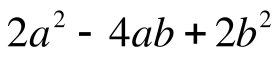 2a² - 4ab + 2b²